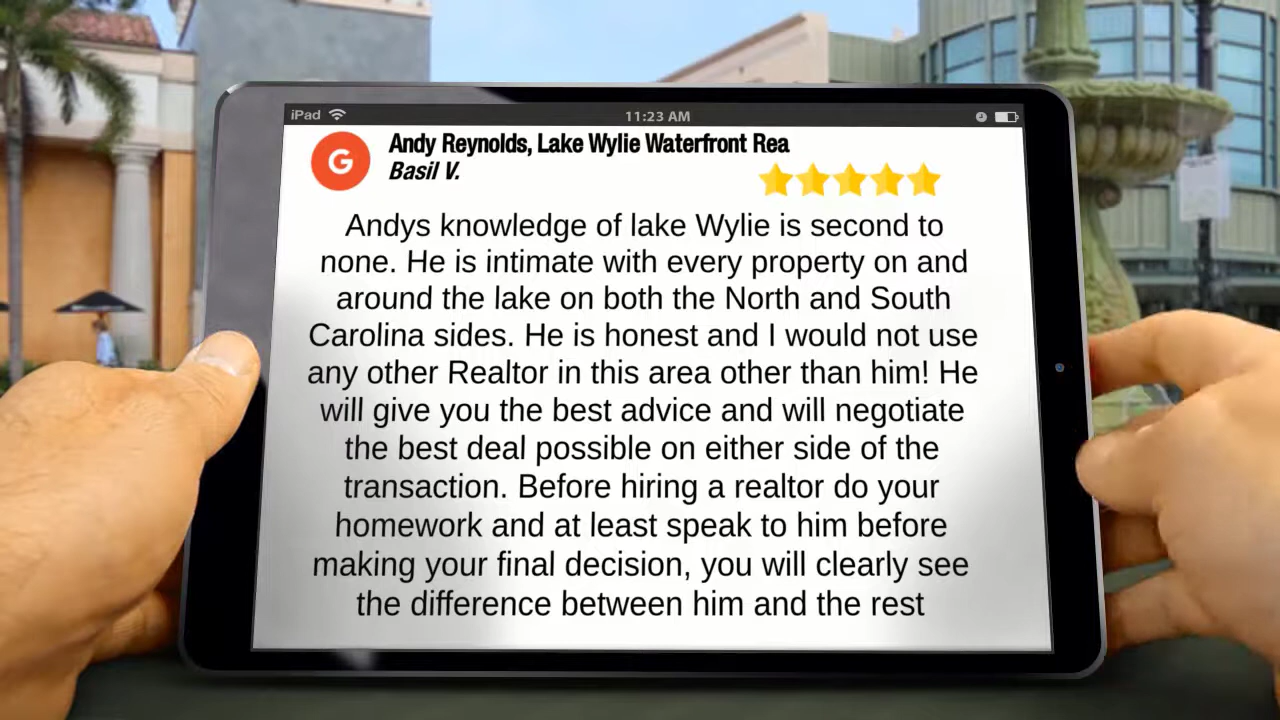 iPad 11:23 AM
G
Andy Reynolds, Lake Wylie Waterfront Rea
Basil V.
Andys knowledge of lake Wylie is second to
none. He is intimate with every property on and
around the lake on both the North and South
Carolina sides. He is honest and I would not use
any other Realtor in this area other than him! He
will give you the best advice and will negotiate
the best deal possible on either side of the
transaction. Before hiring a realtor do your
homework and at least speak to him before
making your final decision, you will clearly see
the difference between him and the rest